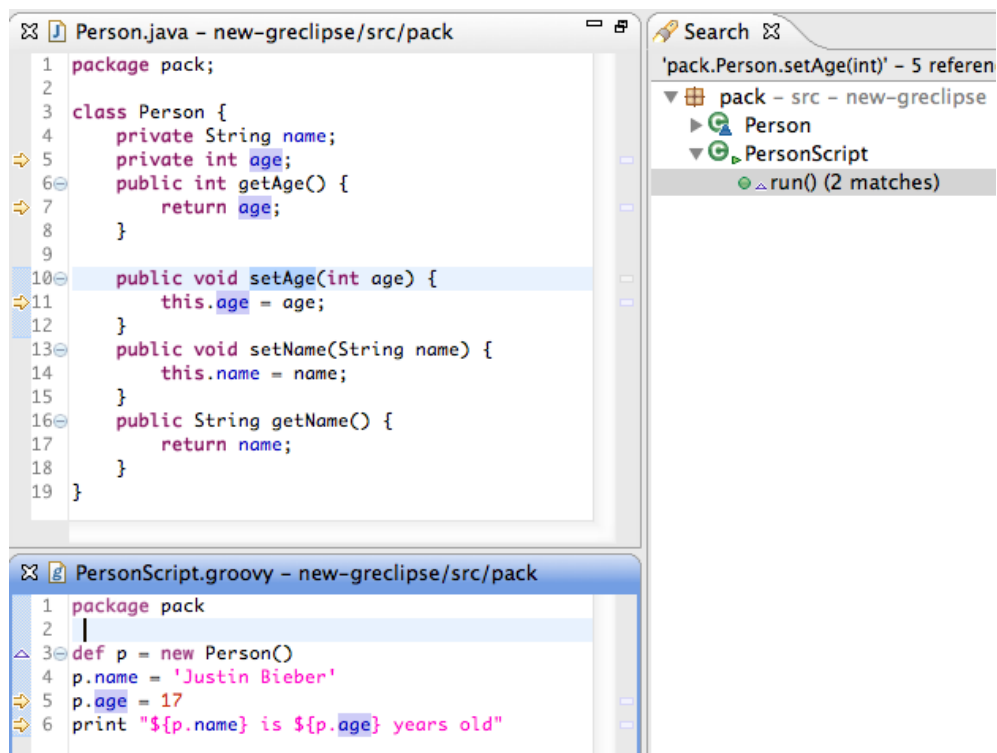 Person.java – new-greclipse/src/pack
1 package pack;
2
3 class Person {
4 private String name;
5 private int age;
6 public int getAge() {
7 return age;
8 }
9
10 public void setAge(int age) {
11 this.age = age;
12 }
13 public void setName(String name) {
14 this.name = name;
15 }
16 public String getName() {
17 return name;
18 }
19 }
PersonScript.groovy – new-greclipse/src/pack
1 package pack
2
3 def p = new Person()
4 p.name = 'Justin Bieber'
5 p.age = 17
6 print "${p.name} is ${p.age} years old"
Search
'pack.Person.setAge(int)' – 5 referen
pack – src – new-greclipse
Person
PersonScript
run() (2 matches)